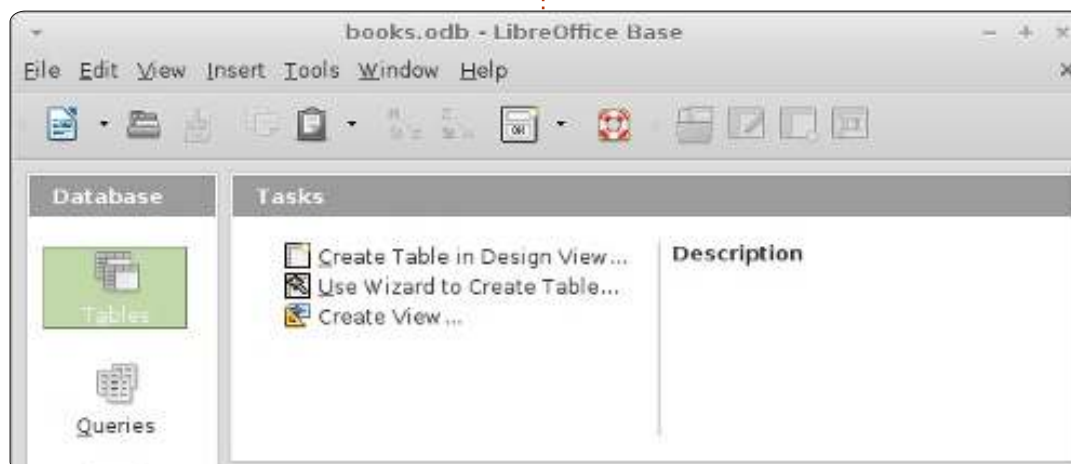 books.odb - LibreOffice Base
File Edit View Insert Tools Window Help
Database
Tasks
Tables
Queries
Create Table in Design View...
Use Wizard to Create Table...
Create View...
Description